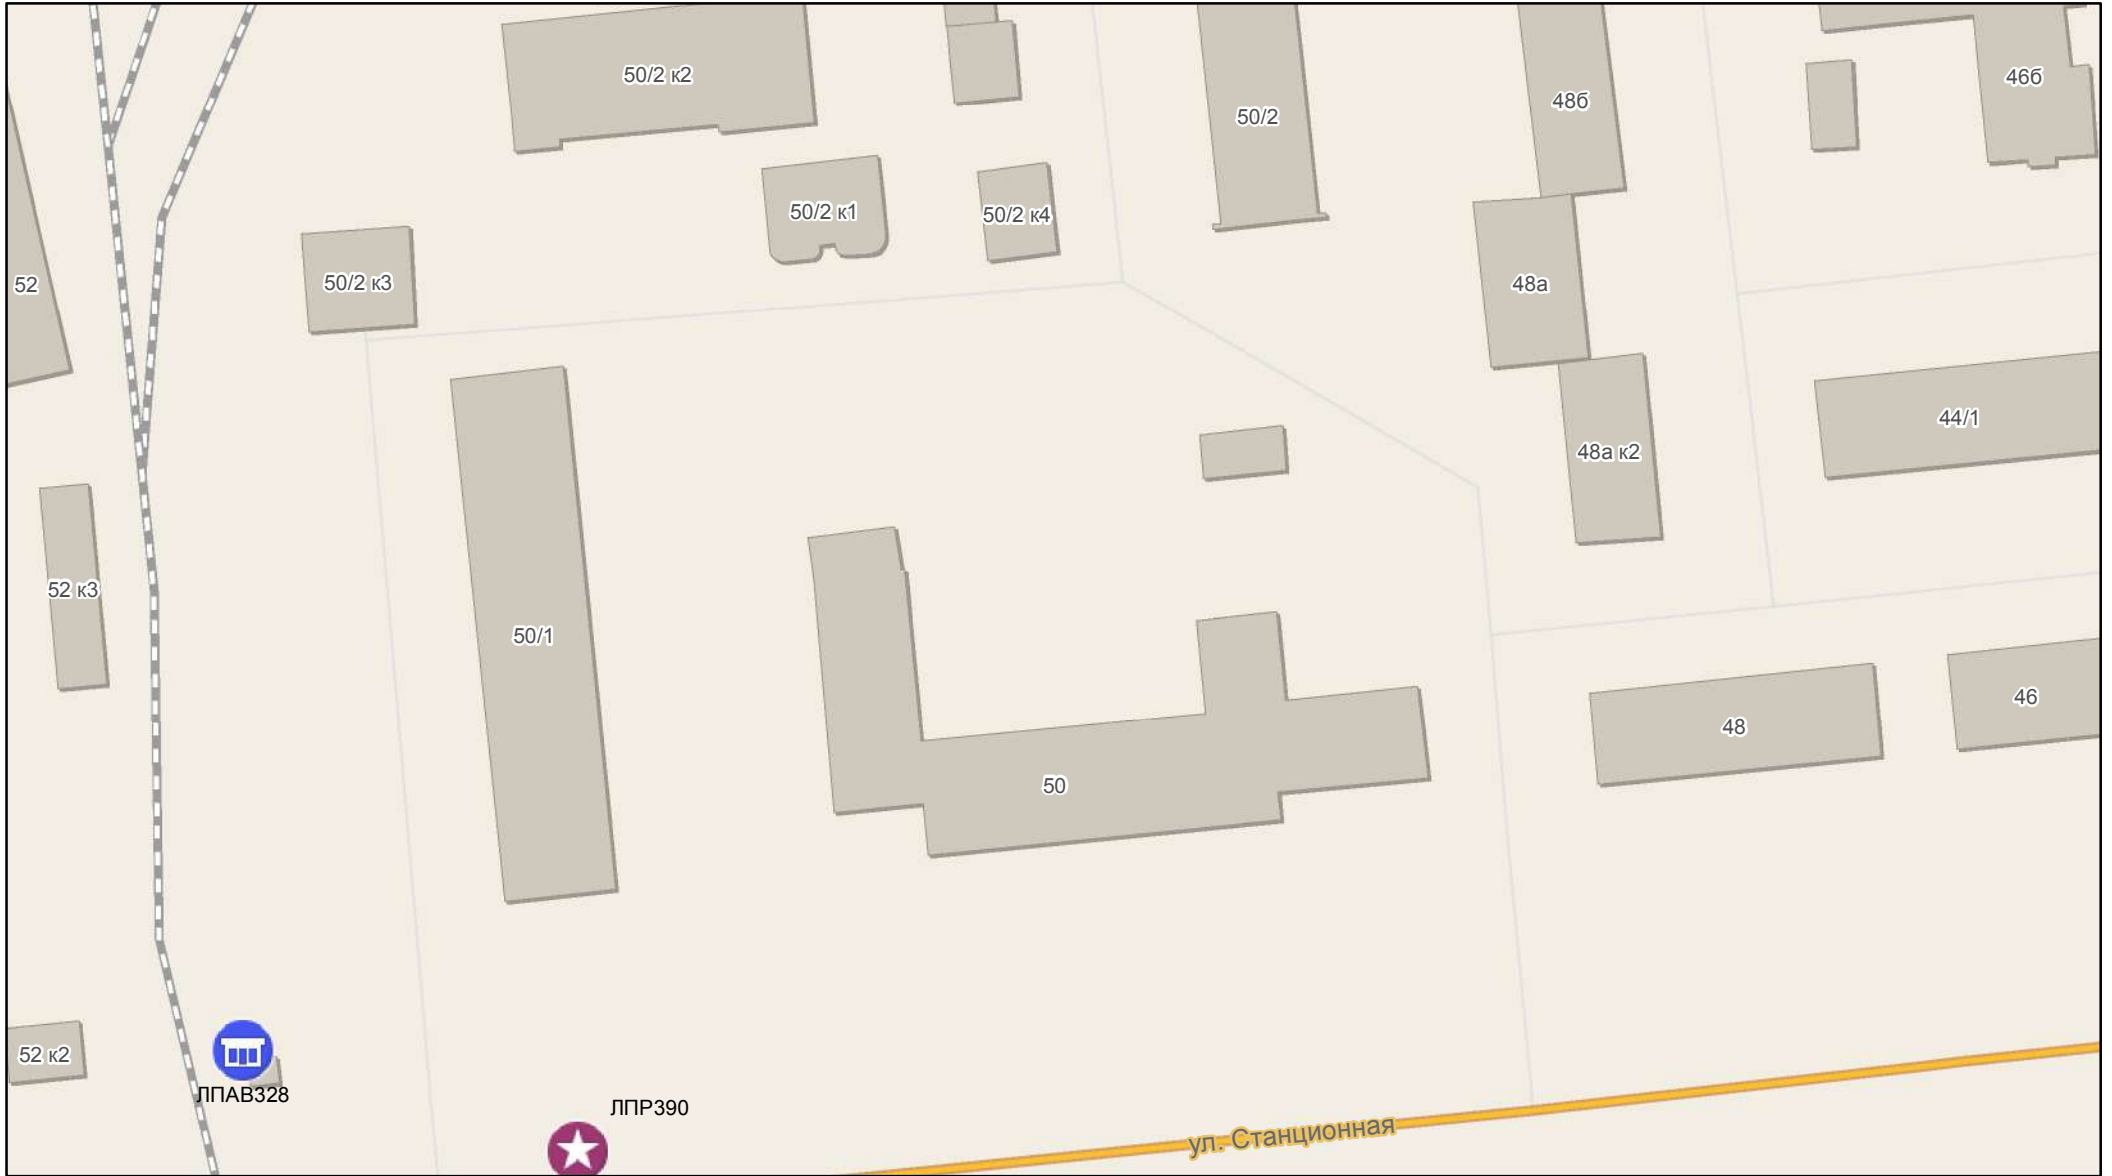 50/2 к2
46б
48б
50/2
50/2 к1
50/2 к4
50/2 к3
52
48а
44/1
48а к2
52 к3
50/1
46
48
50
52 к2
ЛПАВ328
ЛПР390
ул. Станционная